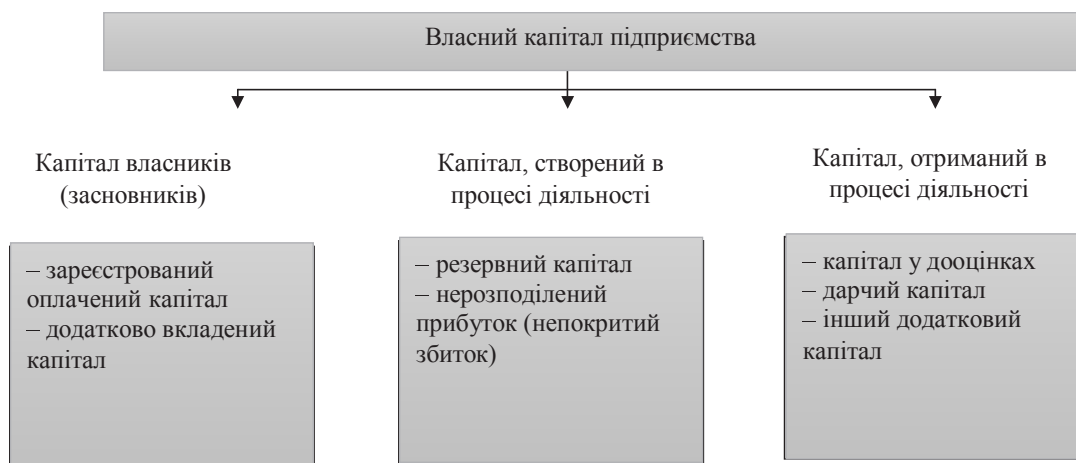 Власний капітал підприємства
Капітал власників
(засновників)
Капітал, створений в
процесі діяльності
Капітал, отриманий в
процесі діяльності
– зареєстрований
оплачений капітал
– додатково вкладений
капітал
– резервний капітал
– нерозподілений
прибуток (непокритий
збиток)
– капітал у дооцінках
– дарчий капітал
– інший додатковий
капітал